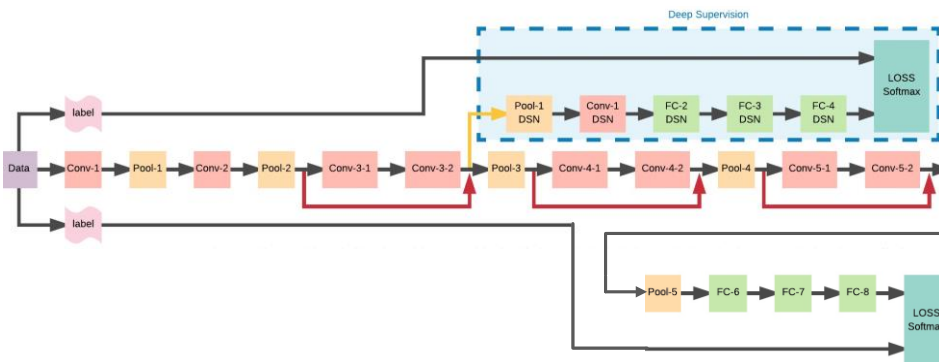 Deep Supervision
LOSS
Softmax
label
Pool-1
DSN
Conv-1
DSN
FC-2
DSN
FC-3
DSN
FC-4
DSN
Data
Conv-1
Pool-1
Conv-2
Pool-2
Conv-3-1
Conv-3-2
Pool-3
Conv-4-1
Conv-4-2
Pool-4
Conv-5-1
Conv-5-2
label
Pool-5
FC-6
FC-7
FC-8
LOSS
Softmax